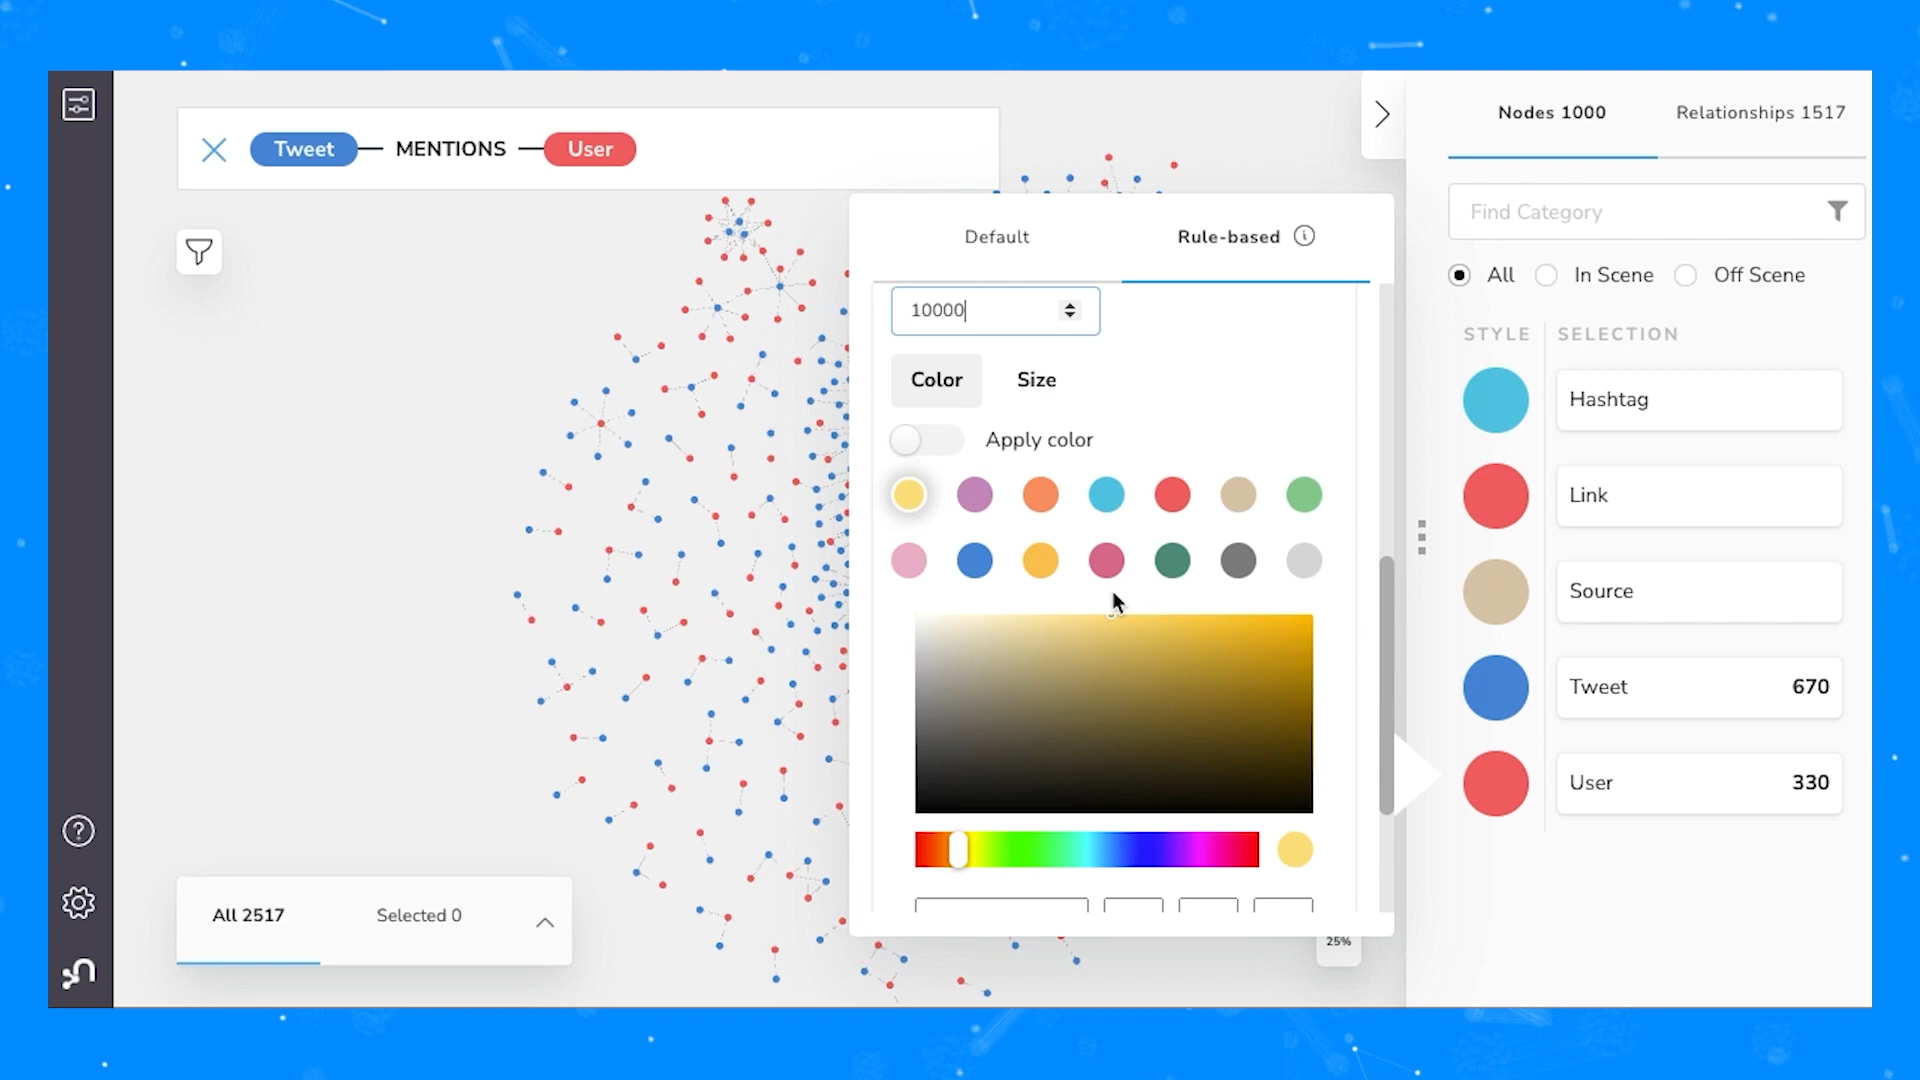 Tweet MENTIONS User
Nodes 1000 Relationships 1517
Find Category
All In Scene Off Scene
STYLE SELECTION
Hashtag
Link
Source
Tweet 670
User 330
Default Rule-based
10000
Color Size
Apply color
25%
All 2517 Selected 0